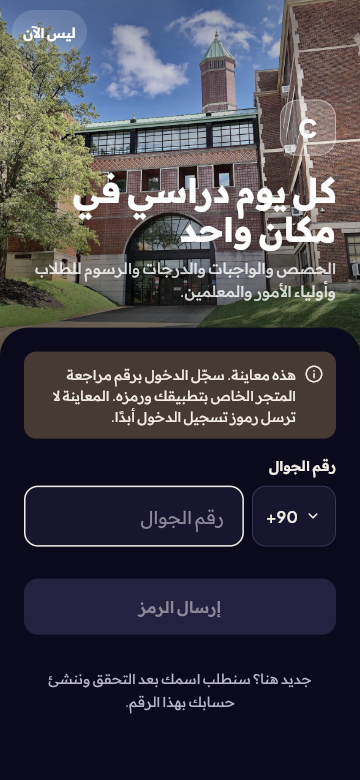 ليس الآن
C
كل يوم دراسي في
مكان واحد
الحصص والواجبات والدرجات والرسوم للطلاب
وأولياء الأمور والمعلمين.
هذه معاينة. سجّل الدخول برقم مراجعة
المتجر الخاص بتطبيقك ورمزه. المعاينة لا
ترسل رموز تسجيل الدخول أبدًا.
رقم الجوال
+90
رقم الجوال
إرسال الرمز
جديد هنا؟ سنطلب اسمك بعد التحقق وننشئ
حسابك بهذا الرقم.